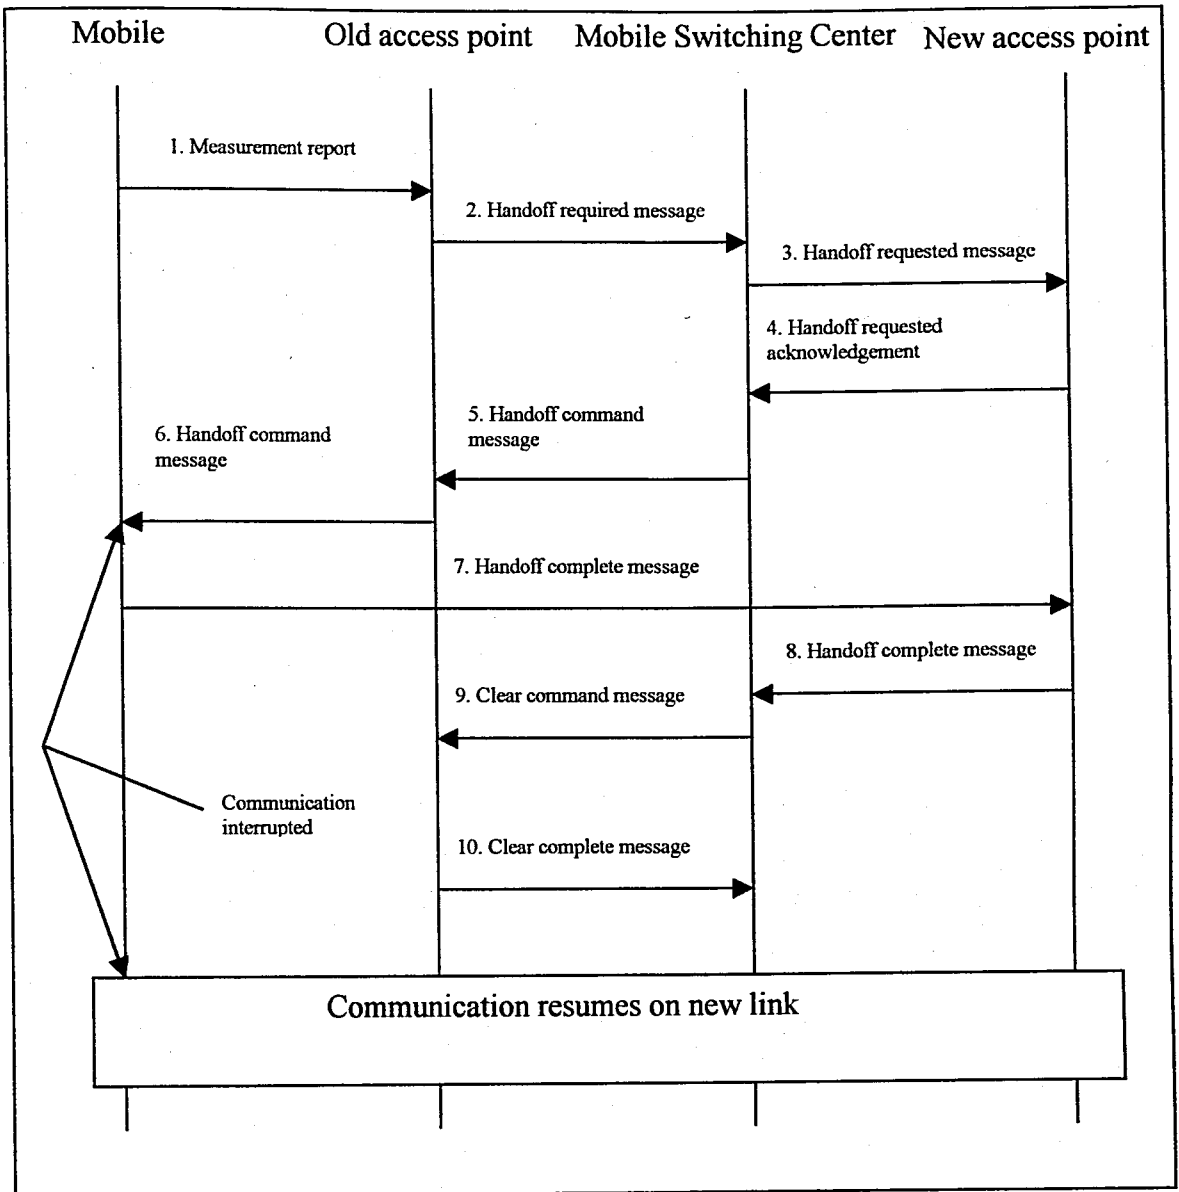 Mobile Old access point Mobile Switching Center New access point
1. Measurement report
2. Handoff required message
3. Handoff requested message
4. Handoff requested
acknowledgement
5. Handoff command
message
6. Handoff command
message
7. Handoff complete message
8. Handoff complete message
9. Clear command message
Communication
interrupted
10. Clear complete message
Communication resumes on new link